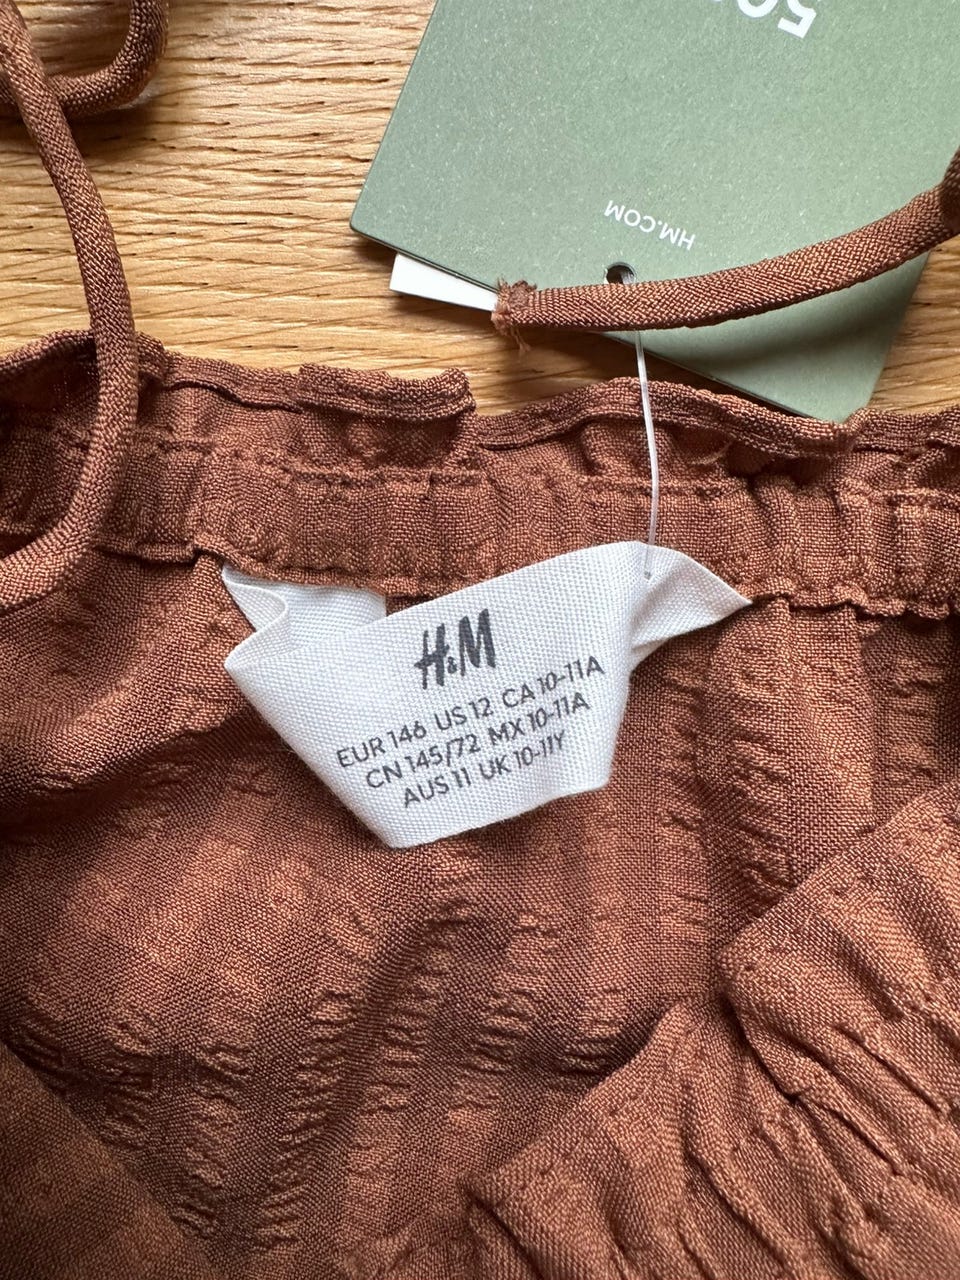 HM.COM
H&M
EUR 146 US 12 CA 10-11A
CN 145/72 MX 10-11A
AUS 11 UK 10-11Y